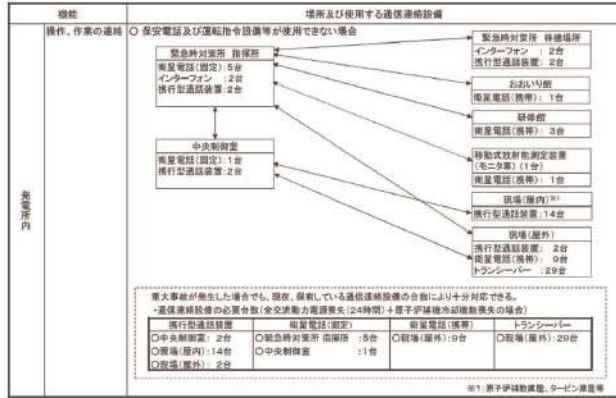 機能
場所及び使用する通信連絡設備
発電所内
操作、作業の連絡
○ 保安電話及び運転指令設備等が使用できない場合
緊急時対策所 指揮所
衛星電話(固定):5台
インターフォン :2台
携行型通話装置:2台
中央制御室
衛星電話(固定):1台
携行型通話装置:2台
緊急時対策所 待機場所
インターフォン :2台
携行型通話装置:2台
おおいり館
衛星電話(携帯): 1台
研修館
衛星電話(携帯): 3台
移動式放射能測定装置
(モニタ車) (1台)
衛星電話(携帯): 1台
現場(屋内)※1
携行型通話装置:14台
現場(屋外)
携行型通話装置: 2台
衛星電話(携帯): 9台
トランシーバー :29台
重大事故が発生した場合でも、現在、保有している通信連絡設備の台数により十分対応できる。
・通信連絡設備の必要台数(全交流動力電源喪失(24時間)+原子炉補機冷却機能喪失の場合)
携行型通話装置
○中央制御室: 2台
○現場(屋内):14台
○現場(屋外): 2台
衛星電話(固定)
○緊急時対策所 指揮所 :5台
○中央制御室 :1台
衛星電話(携帯)
○現場(屋外):9台
トランシーバー
○現場(屋外):29台
※1:原子炉補助建屋、タービン建屋等